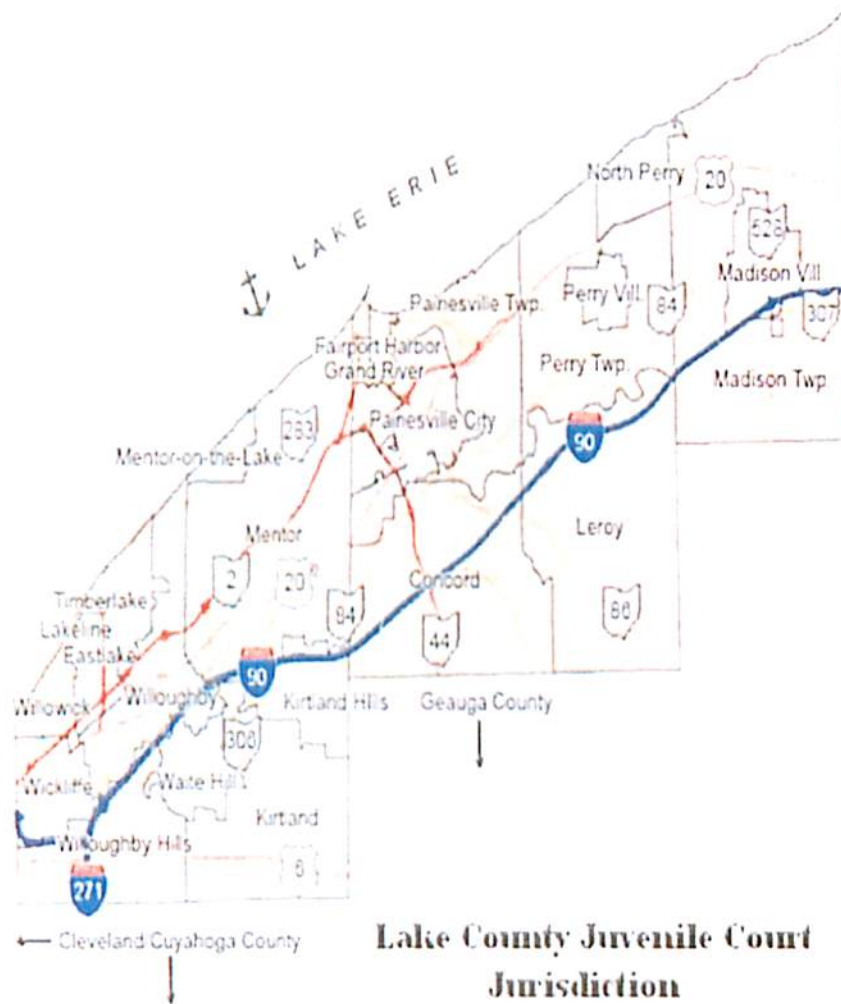 LAKE ERIE
North Perry
20
528
Madison Vill.
Painesville Twp.
Perry Vill.
84
307
Fairport Harbor
Grand River
Perry Twp.
Madison Twp.
Painesville City
283
90
Mentor-on-the-Lake
Mentor
Leroy
2
20
Concord
Timberlake
84
86
Lakeline
44
Eastlake
90
Willowick
Willoughby
Kirtland Hills
Geauga County
306
Wickliffe
Waite Hill
Kirtland
Willoughby Hills
6
271
Cleveland Cuyahoga County
Lake County Juvenile Court
Jurisdiction